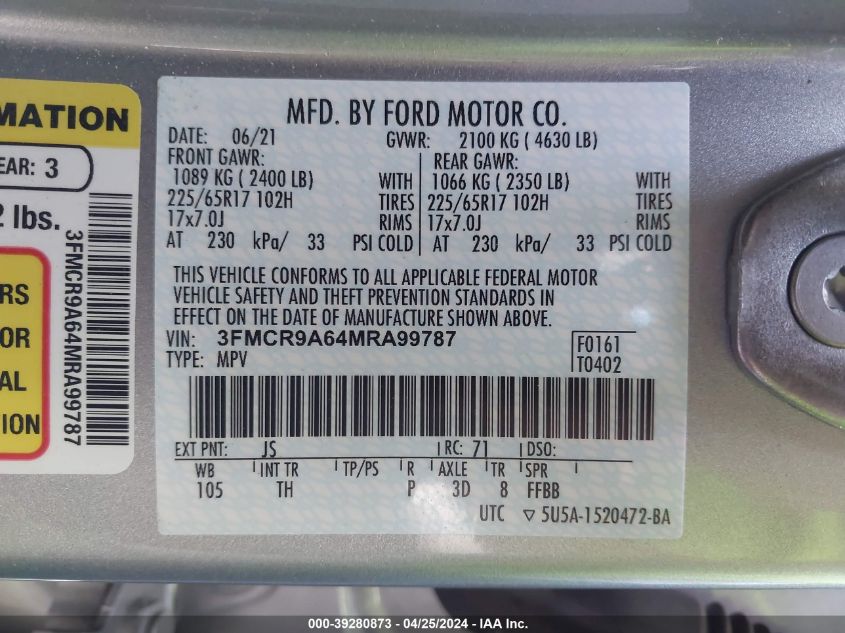 MATION
EAR: 3
2 lbs.
RS
OR
AL
ION
3FMCR9A64MRA99787
MFD. BY FORD MOTOR CO.
DATE: 06/21 GVWR: 2100 KG ( 4630 LB)
FRONT GAWR: REAR GAWR:
1089 KG ( 2400 LB) WITH 1066 KG ( 2350 LB) WITH
225/65R17 102H TIRES 225/65R17 102H TIRES
17x7.0J RIMS 17x7.0J RIMS
AT 230 kPa/ 33 PSI COLD AT 230 kPa/ 33 PSI COLD
THIS VEHICLE CONFORMS TO ALL APPLICABLE FEDERAL MOTOR
VEHICLE SAFETY AND THEFT PREVENTION STANDARDS IN
EFFECT ON THE DATE OF MANUFACTURE SHOWN ABOVE.
VIN: 3FMCR9A64MRA99787 F0161
TYPE: MPV T0402
EXT PNT: JS RC: 71 DSO:
WB INT TR TP/PS R AXLE TR SPR
105 TH P 3D 8 FFBB
UTC ▽ 5U5A-1520472-BA
000-39280873 - 04/25/2024 - IAA Inc.